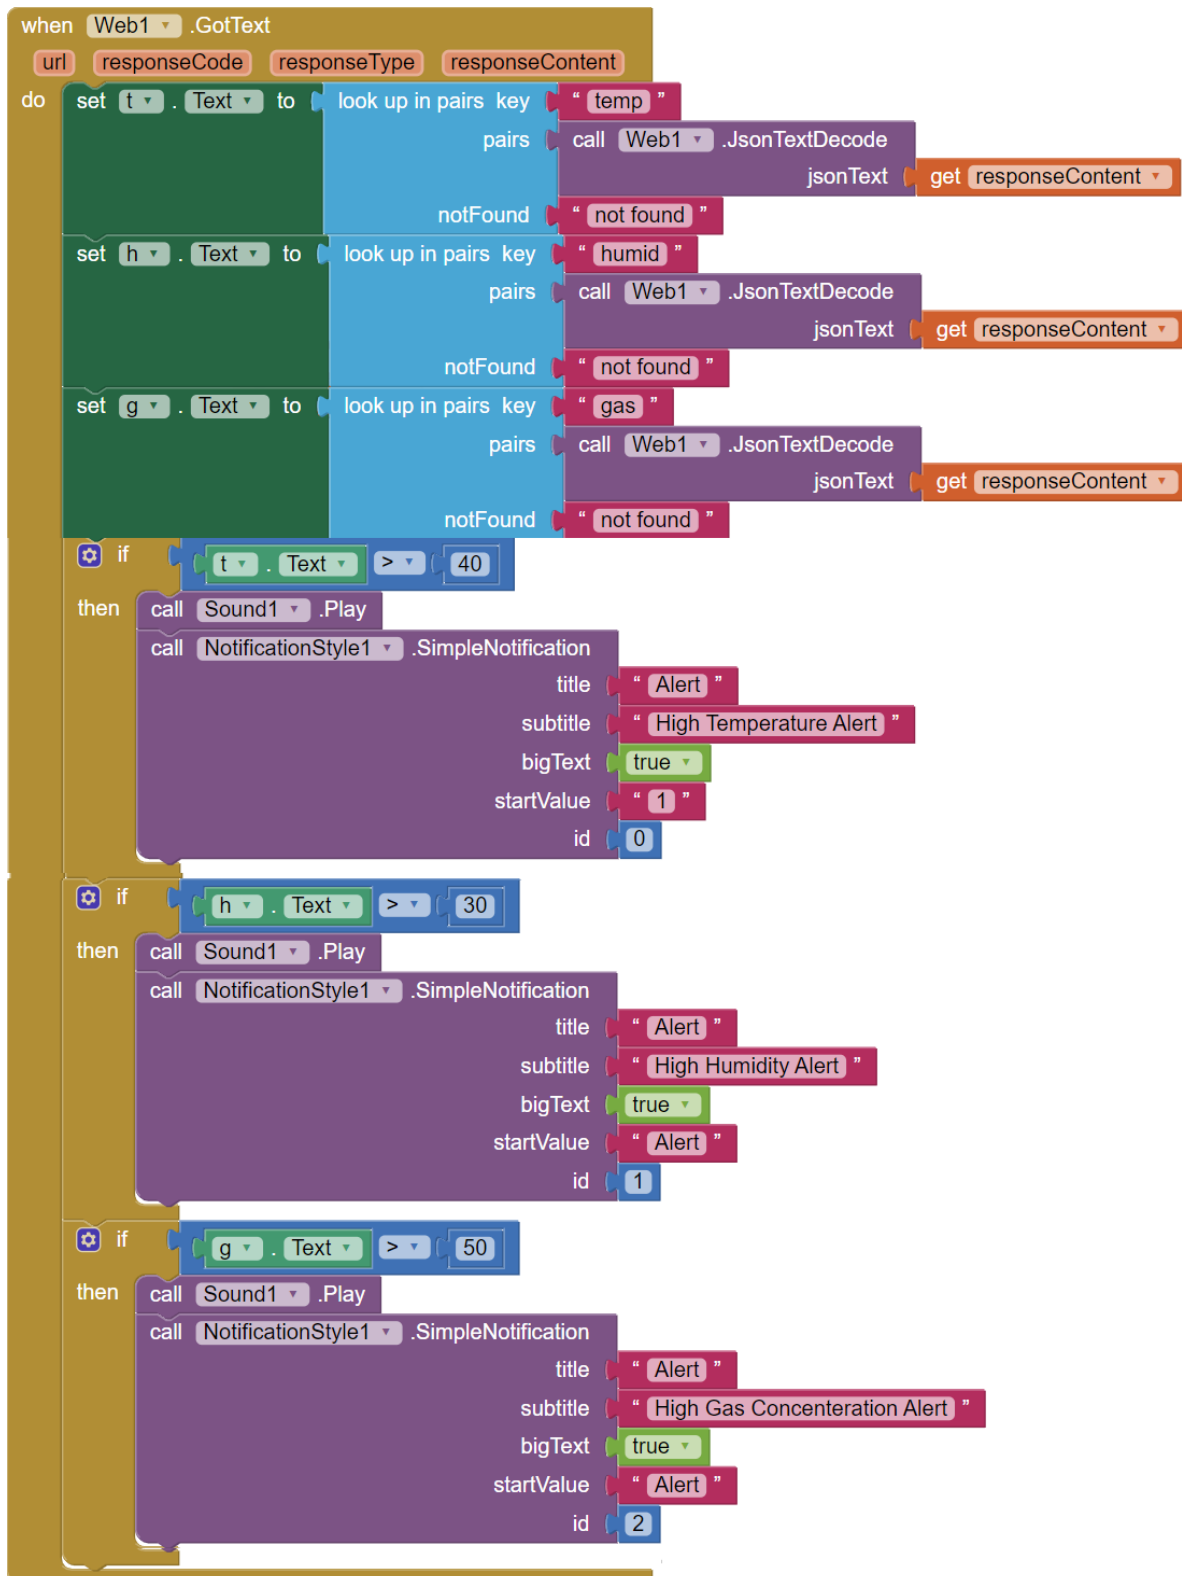 when Web1 .GotText
url responseCode responseType responseContent
do set t . Text to look up in pairs key " temp "
pairs call Web1 .JsonTextDecode
jsonText get responseContent
notFound " not found "
set h . Text to look up in pairs key " humid "
pairs call Web1 .JsonTextDecode
jsonText get responseContent
notFound " not found "
set g . Text to look up in pairs key " gas "
pairs call Web1 .JsonTextDecode
jsonText get responseContent
notFound " not found "
if t . Text > 40
then call Sound1 .Play
call NotificationStyle1 .SimpleNotification
title " Alert "
subtitle " High Temperature Alert "
bigText true
startValue " 1 "
id 0
if h . Text > 30
then call Sound1 .Play
call NotificationStyle1 .SimpleNotification
title " Alert "
subtitle " High Humidity Alert "
bigText true
startValue " Alert "
id 1
if g . Text > 50
then call Sound1 .Play
call NotificationStyle1 .SimpleNotification
title " Alert "
subtitle " High Gas Concenteration Alert "
bigText true
startValue " Alert "
id 2